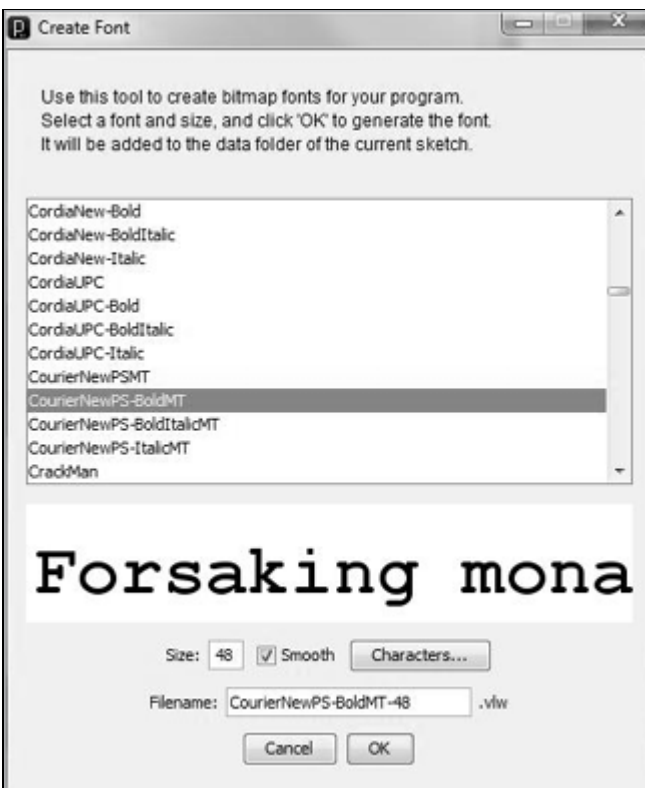 Create Font
Use this tool to create bitmap fonts for your program.
Select a font and size, and click 'OK' to generate the font.
It will be added to the data folder of the current sketch.
CordiaNew-Bold
CordiaNew-BoldItalic
CordiaNew-Italic
CordiaUPC
CordiaUPC-Bold
CordiaUPC-BoldItalic
CordiaUPC-Italic
CourierNewPSMT
CourierNewPS-BoldMT
CourierNewPS-BoldItalicMT
CourierNewPS-ItalicMT
CrackMan
Forsaking mona
Size: 48 Smooth Characters...
Filename: CourierNewPS-BoldMT-48 .vlw
Cancel OK